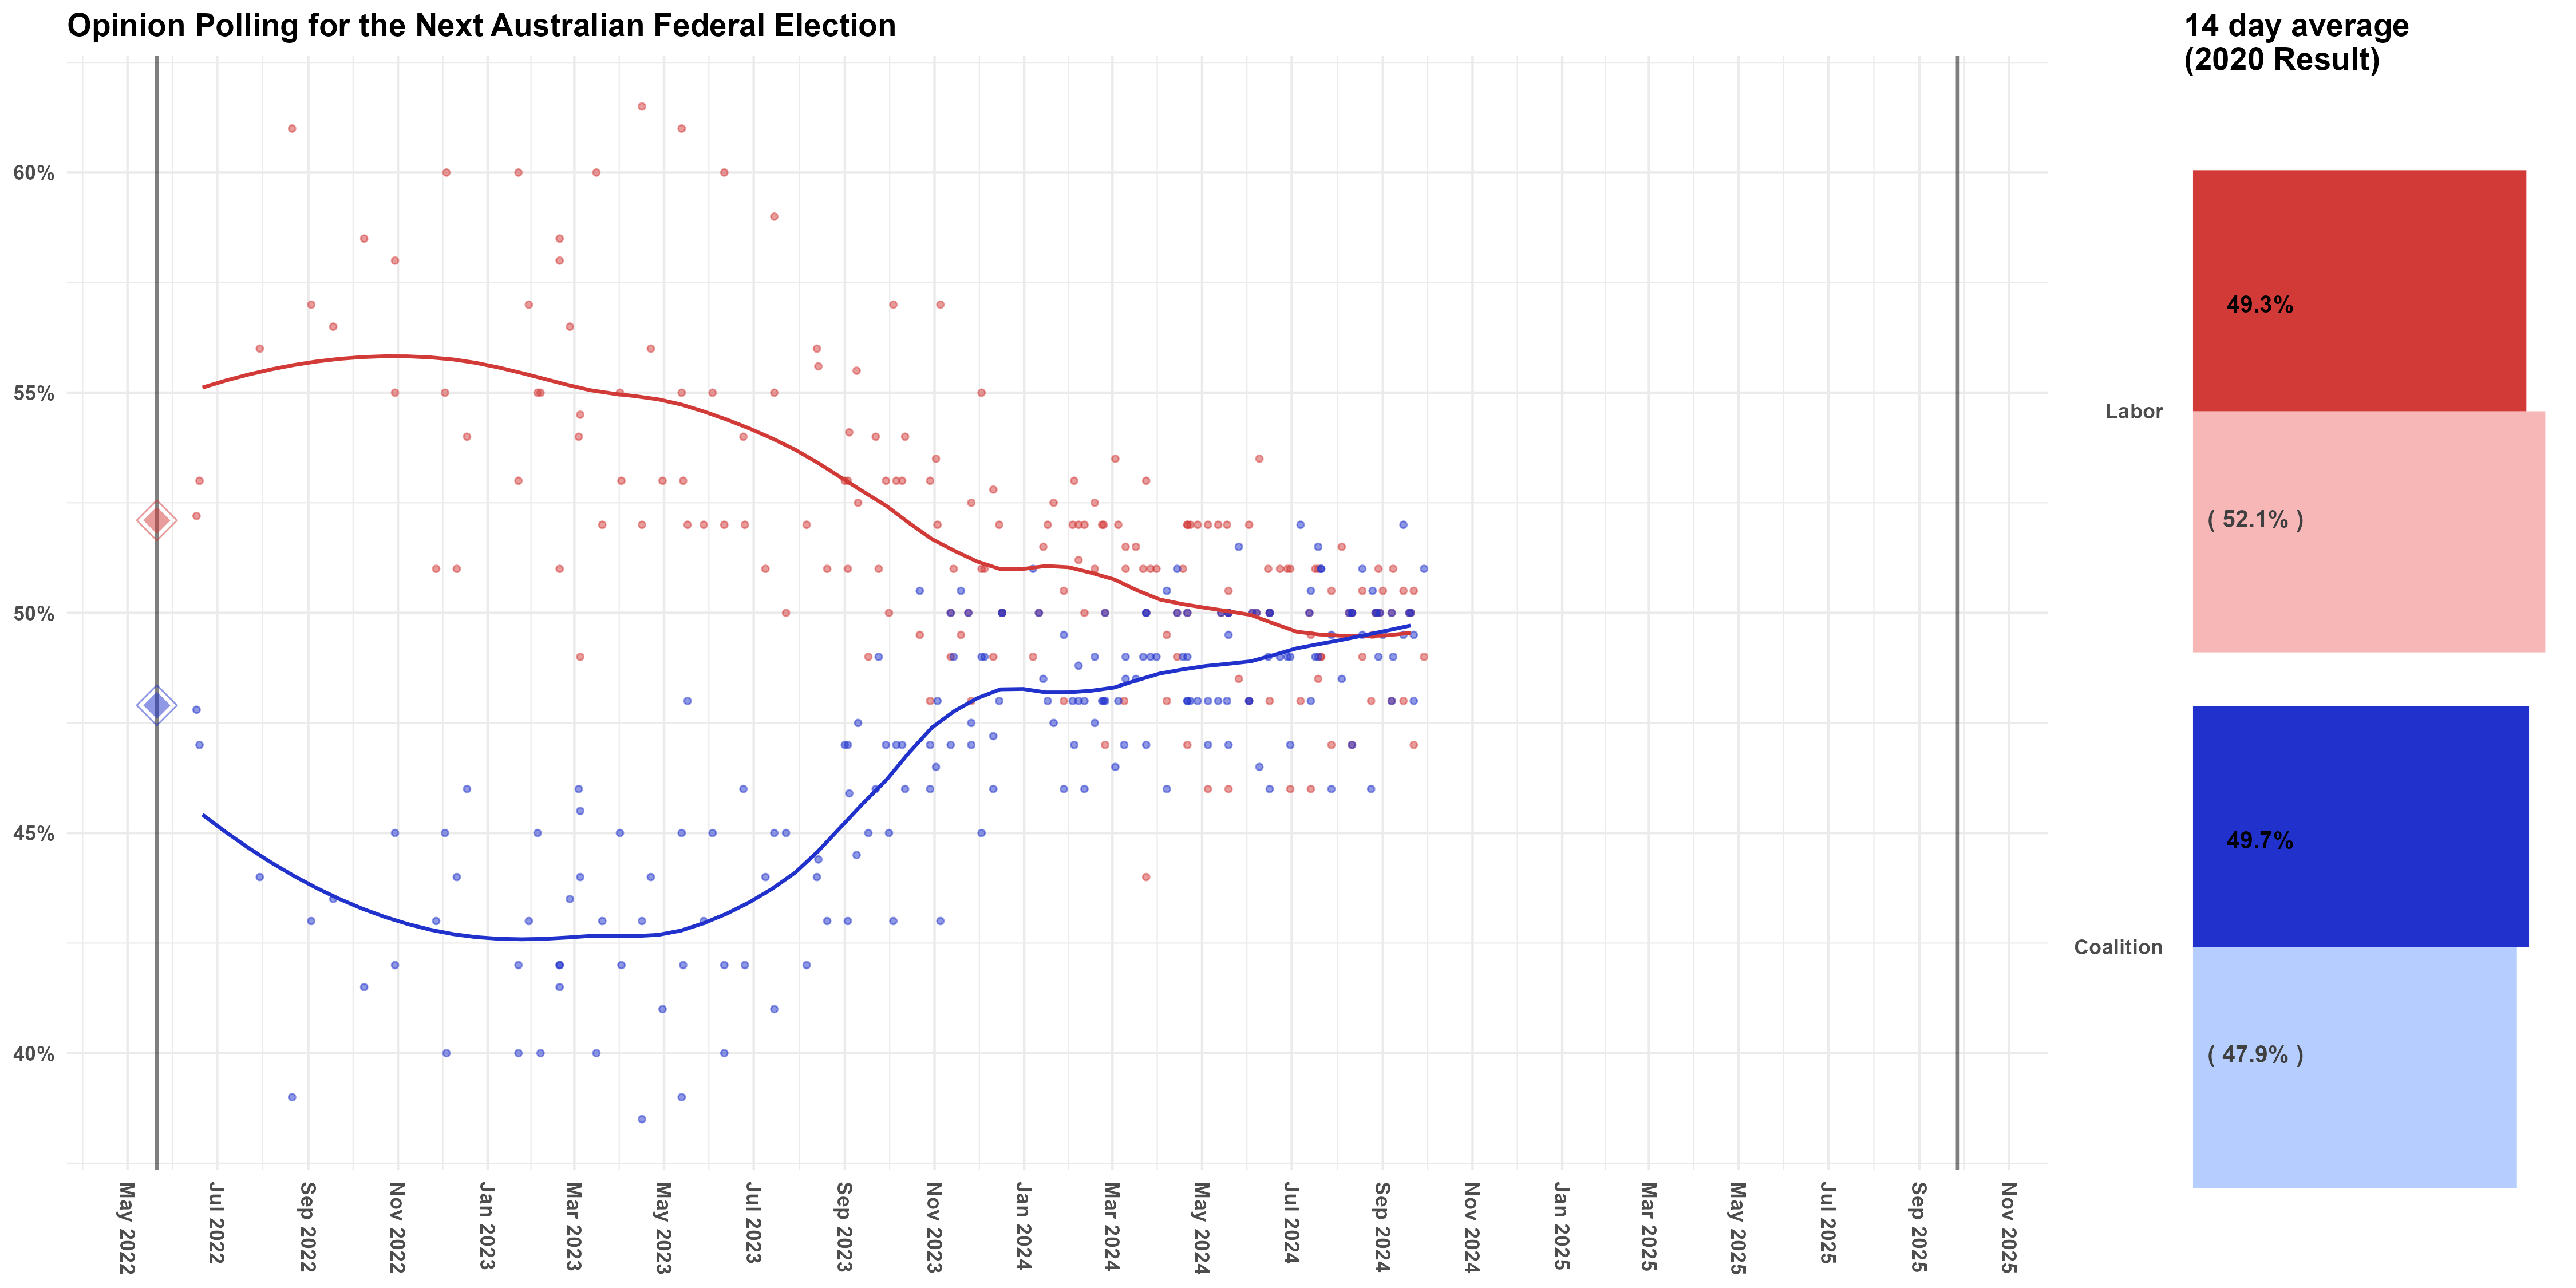 Opinion Polling for the Next Australian Federal Election
14 day average
(2020 Result)
60%
55%
50%
45%
40%
May 2022
Jul 2022
Sep 2022
Nov 2022
Jan 2023
Mar 2023
May 2023
Jul 2023
Sep 2023
Nov 2023
Jan 2024
Mar 2024
May 2024
Jul 2024
Sep 2024
Nov 2024
Jan 2025
Mar 2025
May 2025
Jul 2025
Sep 2025
Nov 2025
Labor
49.3%
( 52.1% )
Coalition
49.7%
( 47.9% )